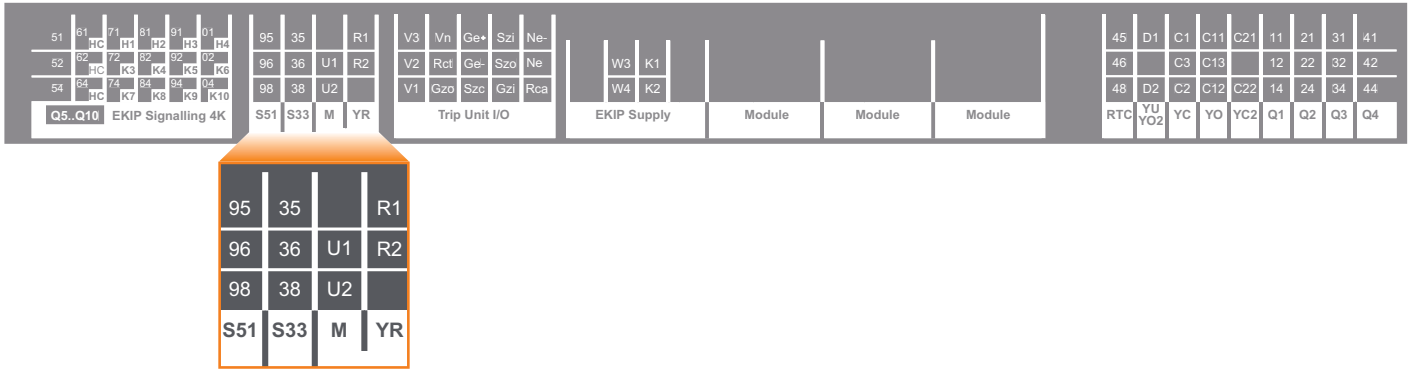 51 61 HC 71 H1 81 H2 91 H3 01 H4 95 35 R1 V3 Vn Ge+ Szi Ne- 45 D1 C1 C11 C21 11 21 31 41
52 62 HC 72 K3 82 K4 92 K5 02 K6 96 36 U1 R2 V2 Rct Ge- Szo Ne W3 K1 46 C3 C13 12 22 32 42
54 64 HC 74 K7 84 K8 94 K9 04 K10 98 38 U2 V1 Gzo Szc Gzi Rca W4 K2 48 D2 C2 C12 C22 14 24 34 44
Q5..Q10 EKIP Signalling 4K S51 S33 M YR Trip Unit I/O EKIP Supply Module Module Module RTC YU YO2 YC YO YC2 Q1 Q2 Q3 Q4
95 35 R1
96 36 U1 R2
98 38 U2
S51 S33 M YR